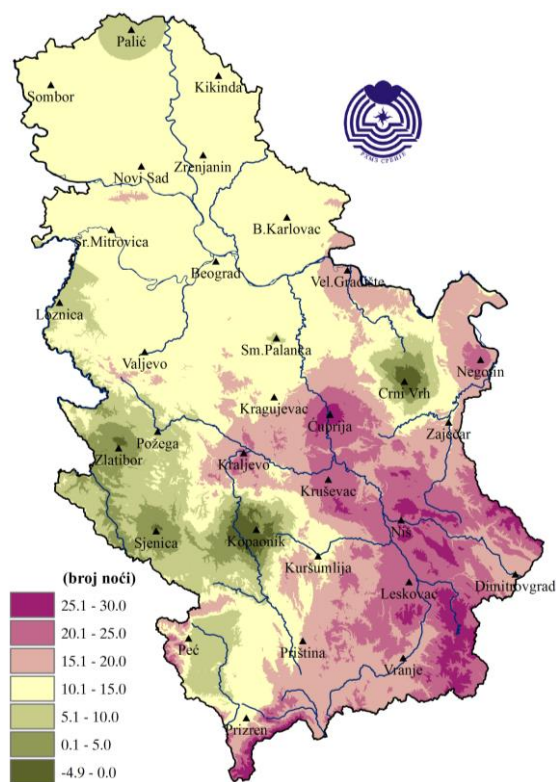 Palić
Kikinda
Sombor
Zrenjanin
Novi Sad
B.Karlovac
Sr.Mitrovica
Beograd
Vel.Gradište
Loznica
Sm.Palanka
Valjevo
Negotin
Crni Vrh
Kragujevac
Ćuprija
Zaječar
Požega
Zlatibor
Kraljevo
Kruševac
Niš
Sjenica
Kopaonik
Kuršumlija
Dimitrovgrad
Leskovac
Peć
Priština
Vranje
Prizren
(broj noći)
25.1 - 30.0
20.1 - 25.0
15.1 - 20.0
10.1 - 15.0
5.1 - 10.0
0.1 - 5.0
-4.9 - 0.0